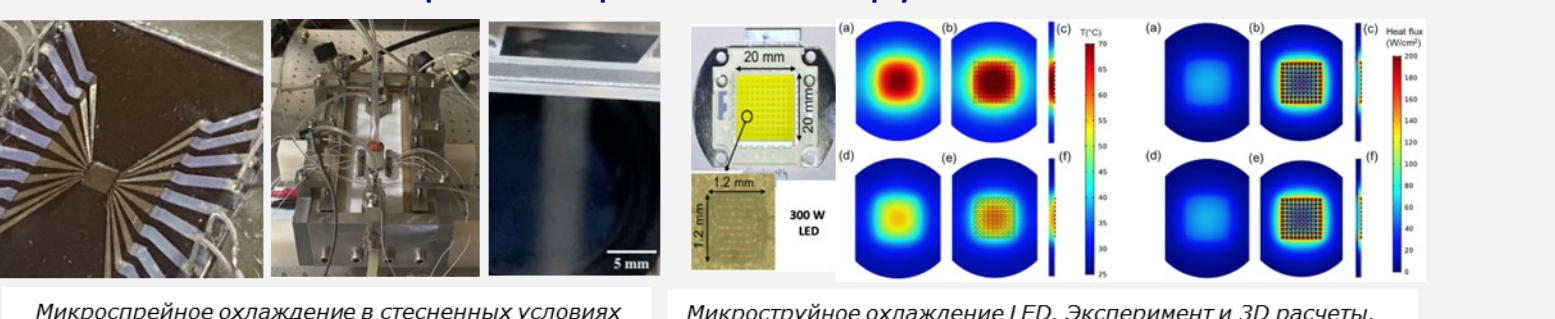 5 mm
20 mm
20 mm
1.2 mm
1.2 mm
300 W
LED
(a)
(b)
(c)
T(°C)
70
65
60
55
50
45
40
35
30
25
(d)
(e)
(f)
(a)
(b)
(c)
Heat flux
(W/cm²)
200
180
160
140
120
100
80
60
40
20
0
(d)
(e)
(f)
Микроспрейное охлаждение в стесненных условиях
Микроструйное охлаждение LED. Эксперимент и 3D расчеты.